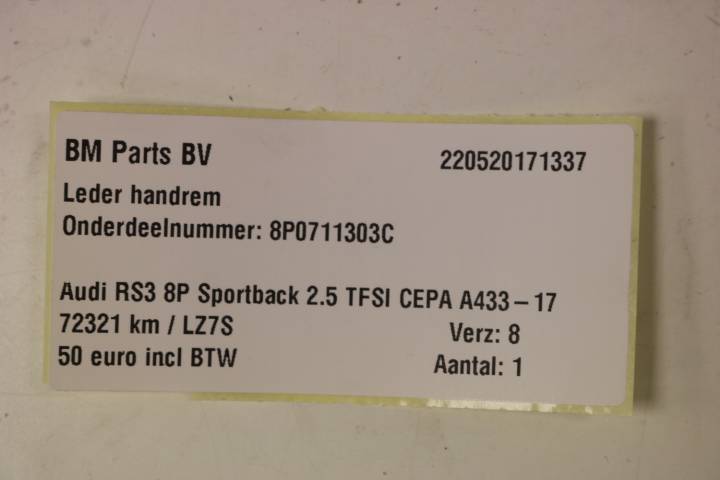 BM Parts BV 220520171337
Leder handrem
Onderdeelnummer: 8P0711303C
Audi RS3 8P Sportback 2.5 TFSI CEPA A433 – 17
72321 km / LZ7S Verz: 8
50 euro incl BTW Aantal: 1